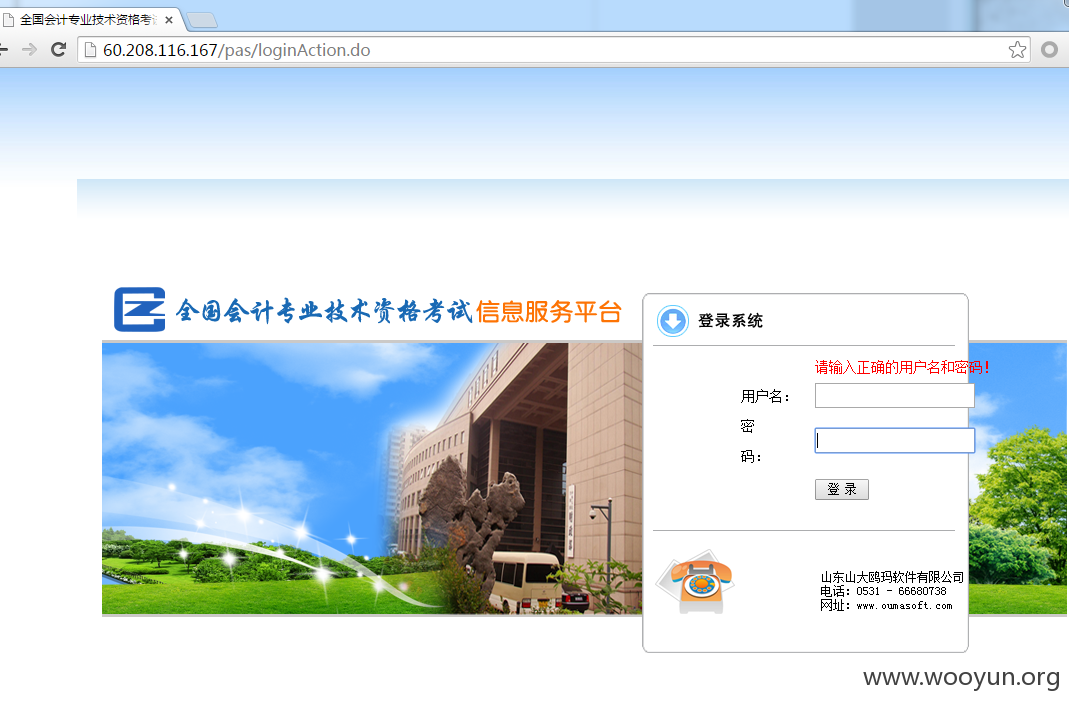 全国会计专业技术资格考
60.208.116.167/pas/loginAction.do
全国会计专业技术资格考试信息服务平台
登录系统
请输入正确的用户名和密码！
用户名：
密
码：
登 录
山东山大鸥玛软件有限公司
电话：0531 - 66680738
网址：www.oumasoft.com
www.wooyun.org